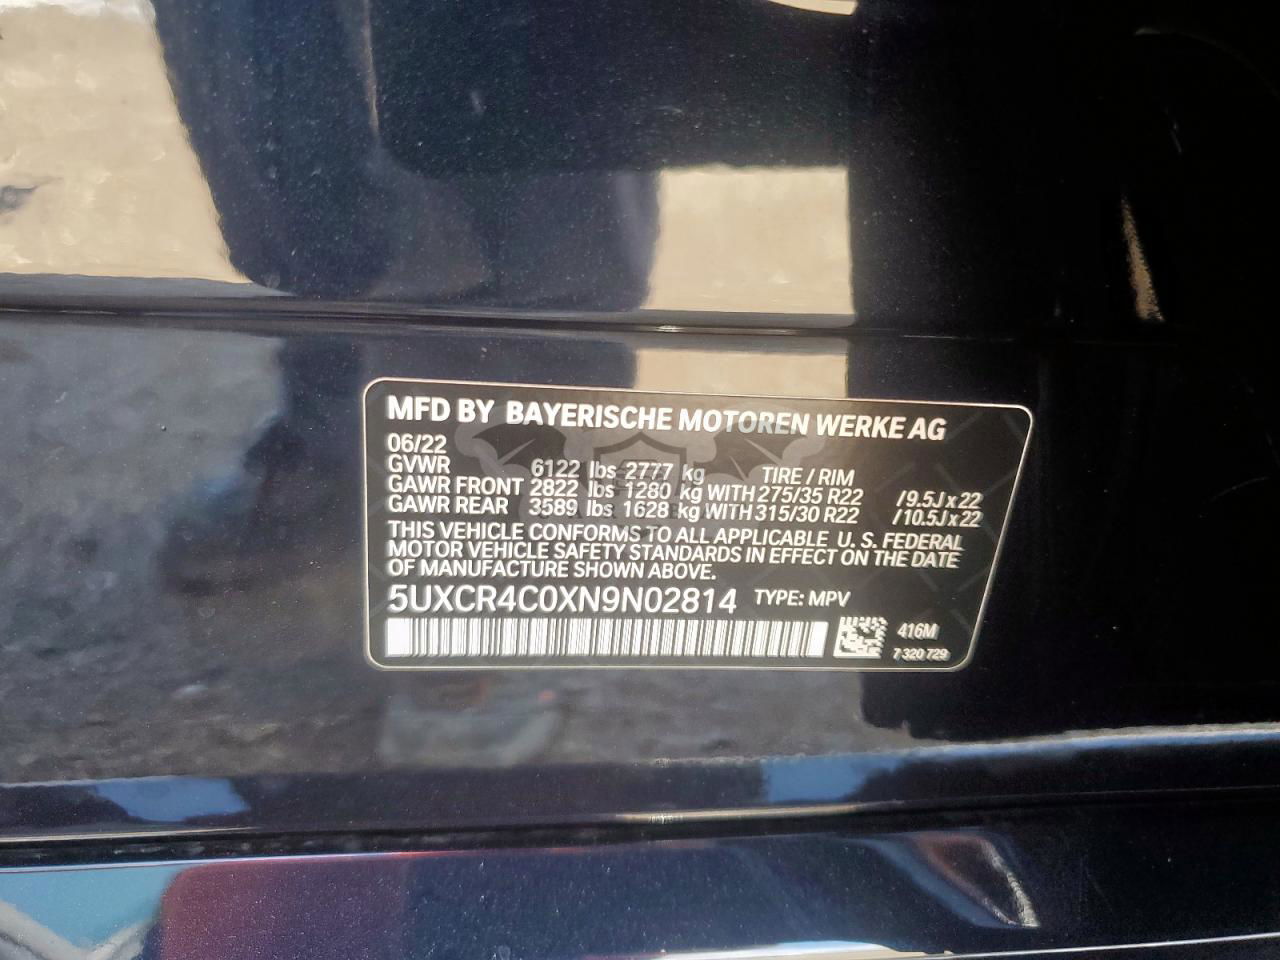 MFD BY BAYERISCHE MOTOREN WERKE AG
06/22
GVWR 6122 lbs 2777 kg TIRE / RIM
GAWR FRONT 2822 lbs 1280 kg WITH 275/35 R22 /9.5J x 22
GAWR REAR 3589 lbs 1628 kg WITH 315/30 R22 /10.5J x 22
THIS VEHICLE CONFORMS TO ALL APPLICABLE U. S. FEDERAL
MOTOR VEHICLE SAFETY STANDARDS IN EFFECT ON THE DATE
OF MANUFACTURE SHOWN ABOVE.
5UXCR4C0XN9N02814 TYPE: MPV
416M
7 320 729